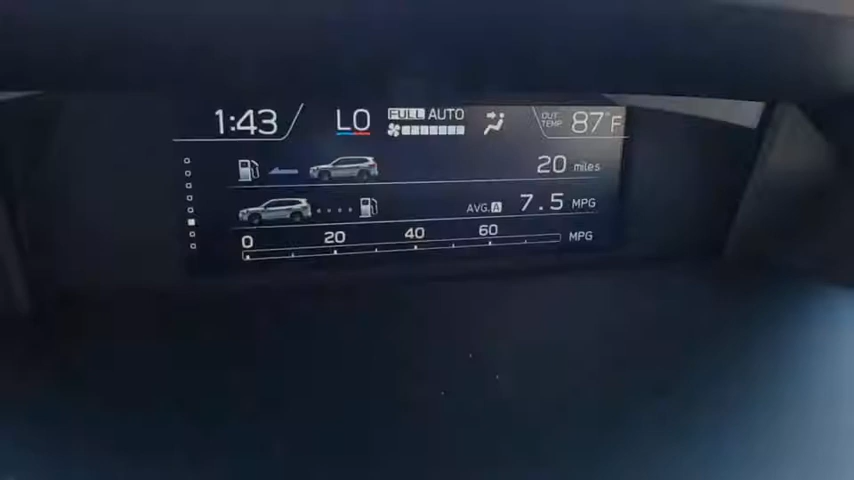 1:43 LO FULL AUTO OUT TEMP 87°F
20 miles
AVG. A 7.5 MPG
0 20 40 60 MPG